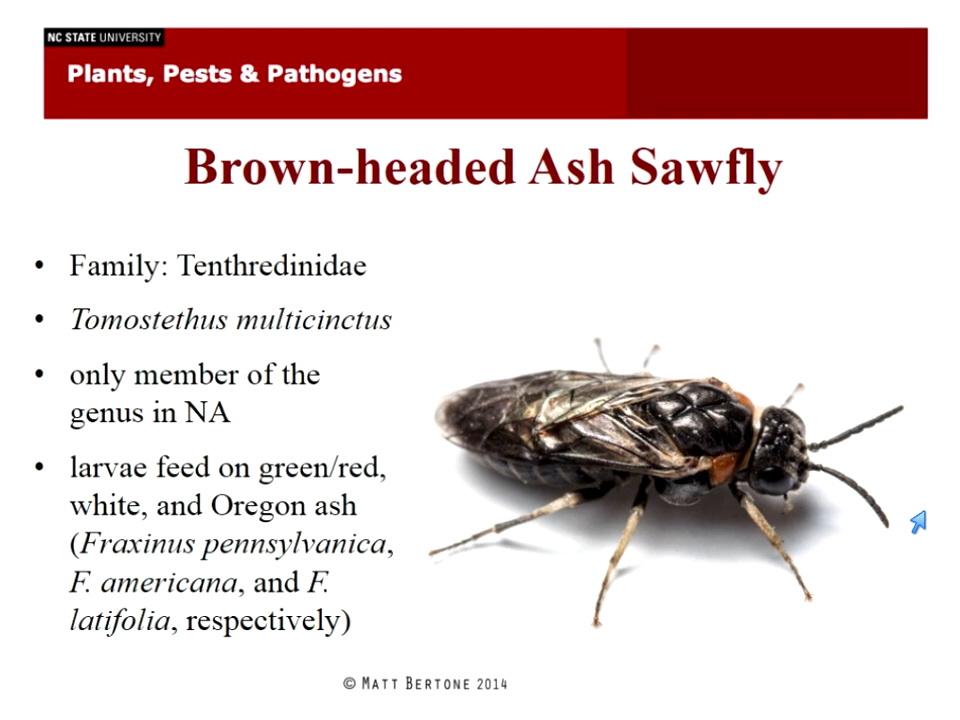 NC STATE UNIVERSITY
Plants, Pests & Pathogens
Brown-headed Ash Sawfly
• Family: Tenthredinidae
• Tomostethus multicinctus
• only member of the
genus in NA
• larvae feed on green/red,
white, and Oregon ash
(Fraxinus pennsylvanica,
F. americana, and F.
latifolia, respectively)
© MATT BERTONE 2014